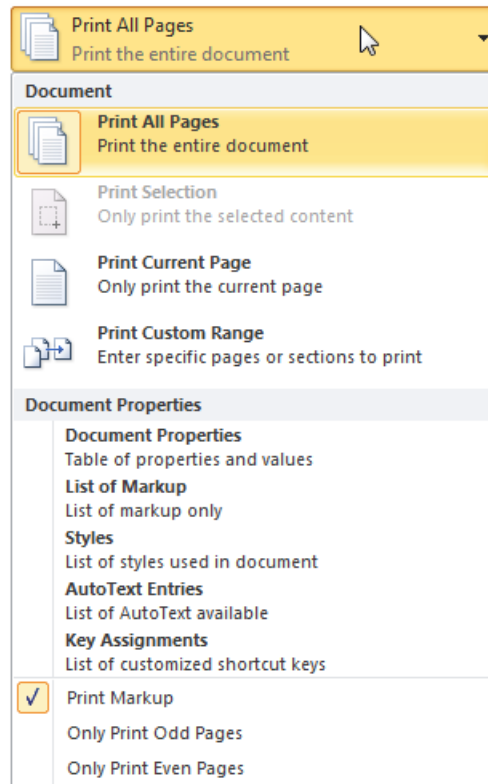 Print All Pages
Print the entire document
Document
Print All Pages
Print the entire document
Print Selection
Only print the selected content
Print Current Page
Only print the current page
Print Custom Range
Enter specific pages or sections to print
Document Properties
Document Properties
Table of properties and values
List of Markup
List of markup only
Styles
List of styles used in document
AutoText Entries
List of AutoText available
Key Assignments
List of customized shortcut keys
Print Markup
Only Print Odd Pages
Only Print Even Pages